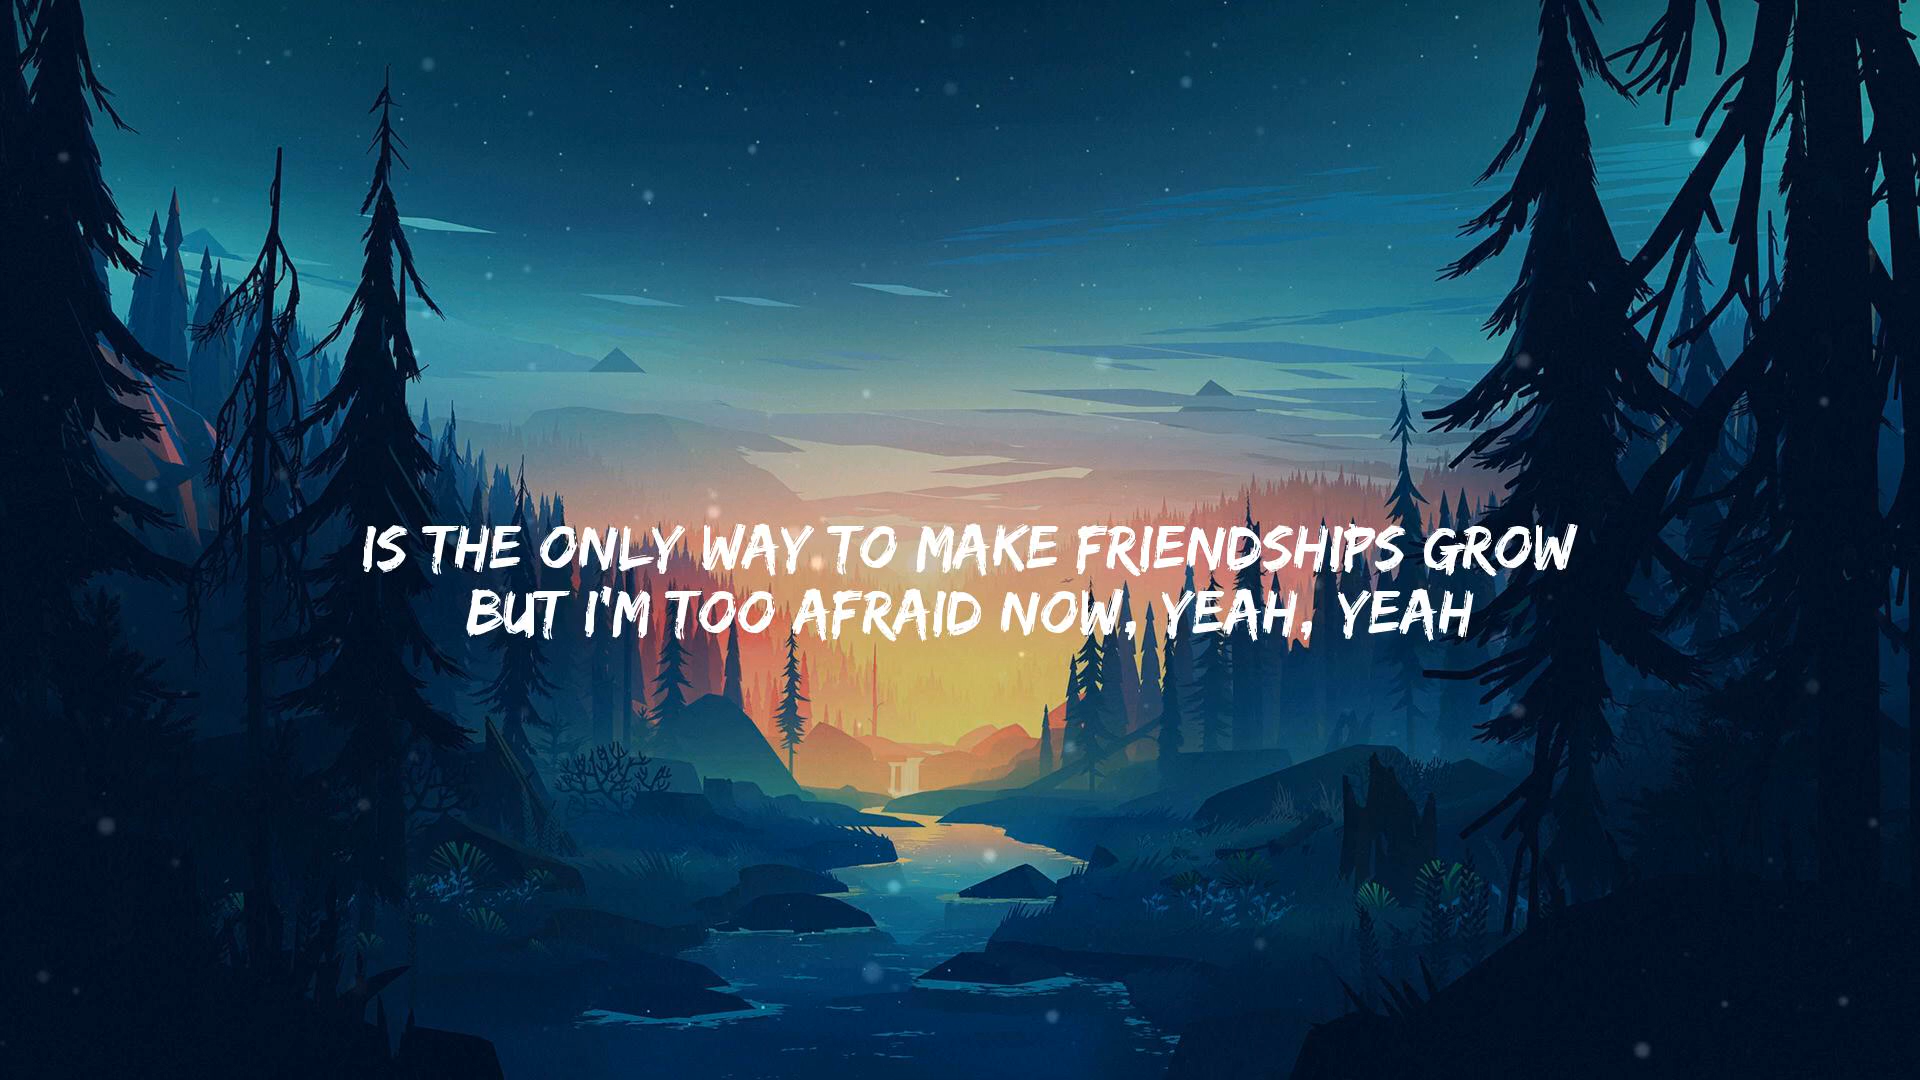 IS THE ONLY WAY TO MAKE FRIENDSHIPS GROW
BUT I'M TOO AFRAID NOW, YEAH, YEAH